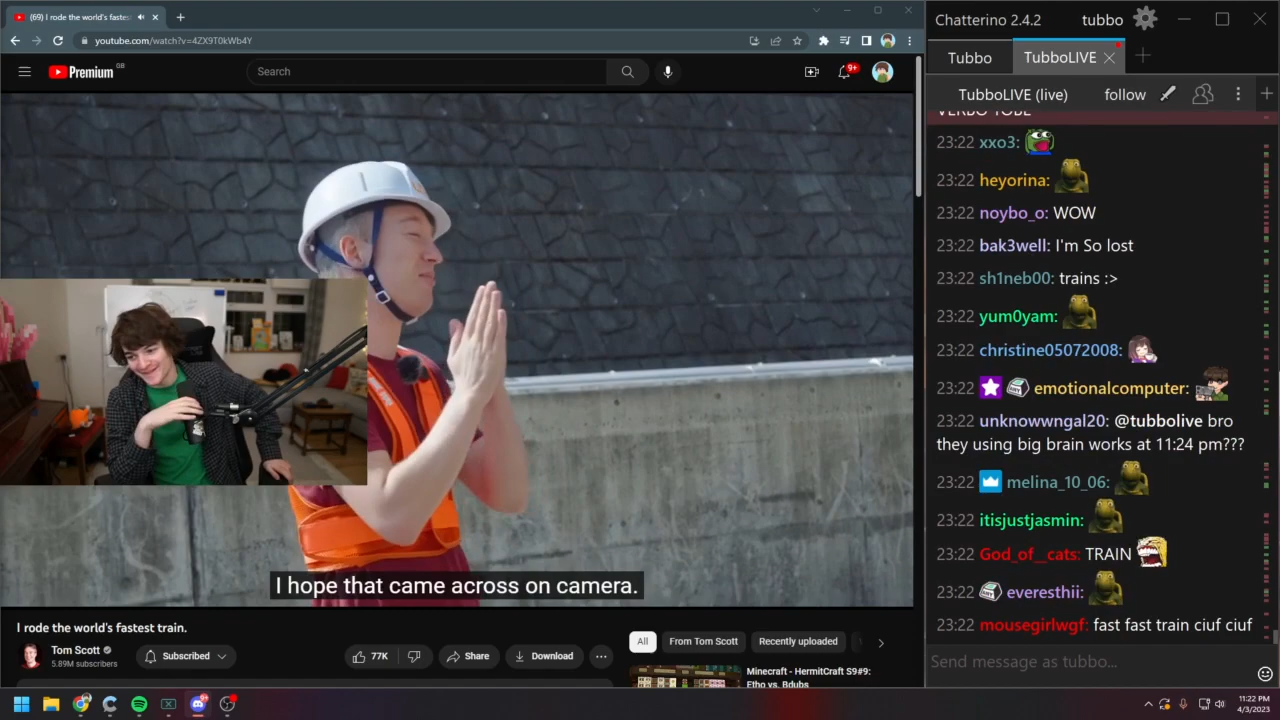 (69) I rode the world's fastest
youtube.com/watch?v=4ZX9T0kWb4Y
Premium GB
Search
9+
I hope that came across on camera.
I rode the world's fastest train.
Tom Scott
5.89M subscribers
Subscribed
77K
Share
Download
All
From Tom Scott
Recently uploaded
Minecraft - HermitCraft S9#9:
Etho vs. Bdubs
Chatterino 2.4.2
tubbo
Tubbo
TubboLIVE
TubboLIVE (live)
follow
VERBO YOBE
23:22 xxo3:
23:22 heyorina:
23:22 noybo_o: WOW
23:22 bak3well: I'm So lost
23:22 sh1neb00: trains :>
23:22 yum0yam:
23:22 christine05072008:
23:22 emotionalcomputer:
unknowwngal20: @tubbolive bro
23:22
they using big brain works at 11:24 pm???
23:22 melina_10_06:
23:22 itisjustjasmin:
23:22 God_of__cats: TRAIN
23:22 everesthii:
23:22 mousegirlwgf: fast fast train ciuf ciuf
Send message as tubbo...
11:22 PM
4/3/2023